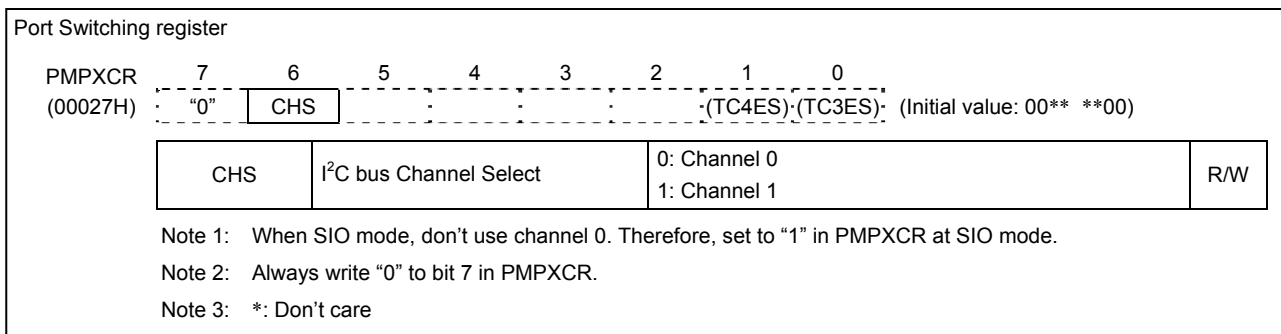 Port Switching register
PMPXCR 7 6 5 4 3 2 1 0
(00027H) “0” CHS (TC4ES) (TC3ES) (Initial value: 00** **00)
CHS I²C bus Channel Select 0: Channel 0 R/W
1: Channel 1
Note 1: When SIO mode, don’t use channel 0. Therefore, set to “1” in PMPXCR at SIO mode.
Note 2: Always write “0” to bit 7 in PMPXCR.
Note 3: *: Don’t care